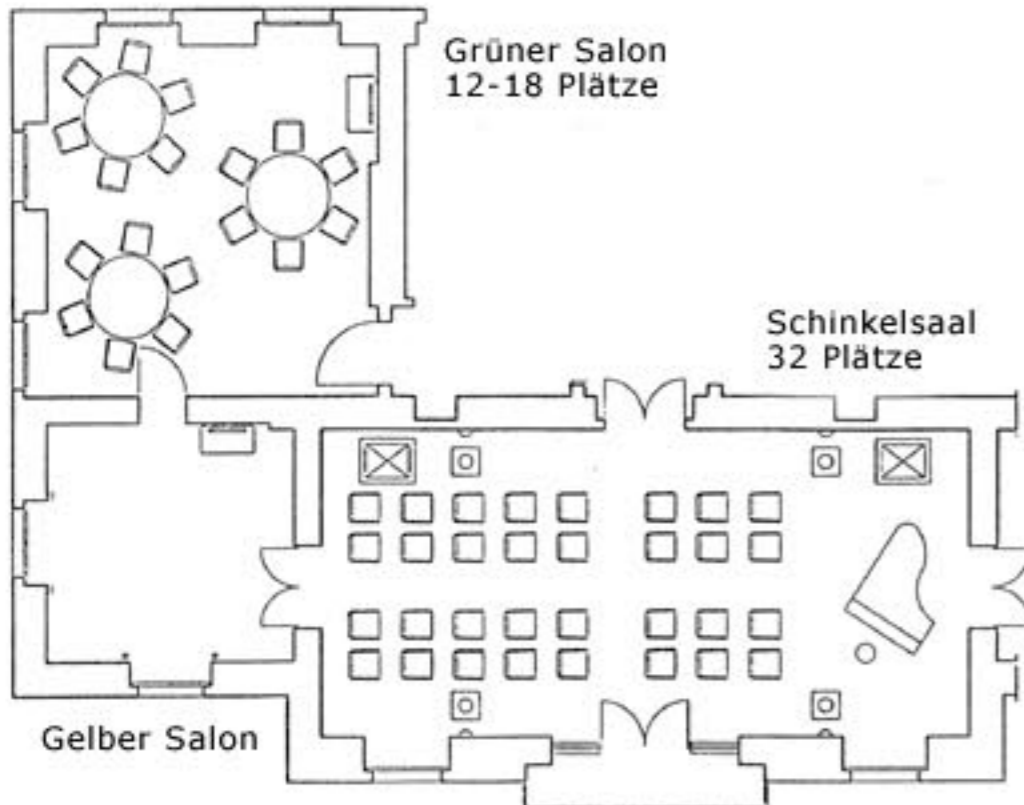 Grüner Salon
12-18 Plätze
Schinkelsaal
32 Plätze
Gelber Salon